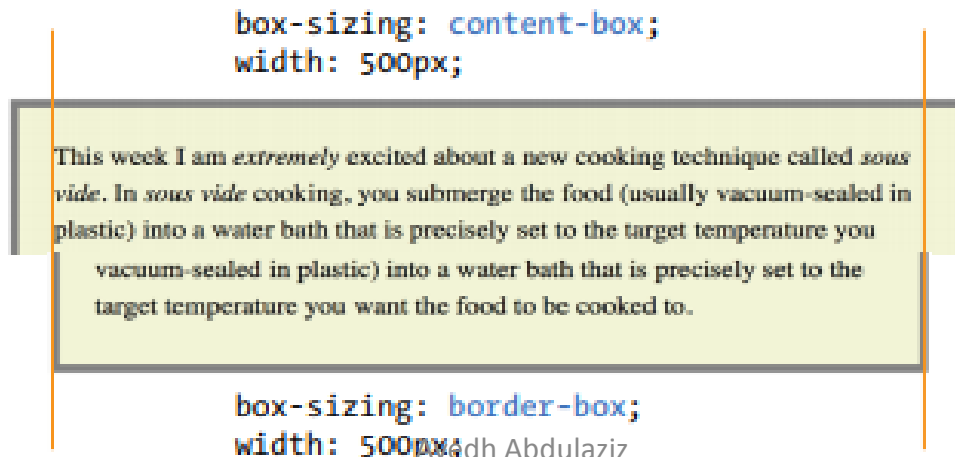 box-sizing: content-box;
width: 500px;
This week I am extremely excited about a new cooking technique called sous
vide. In sous vide cooking, you submerge the food (usually vacuum-sealed in
plastic) into a water bath that is precisely set to the target temperature you
vacuum-sealed in plastic) into a water bath that is precisely set to the
target temperature you want the food to be cooked to.
box-sizing: border-box;
width: 500px;
Abdulaziz